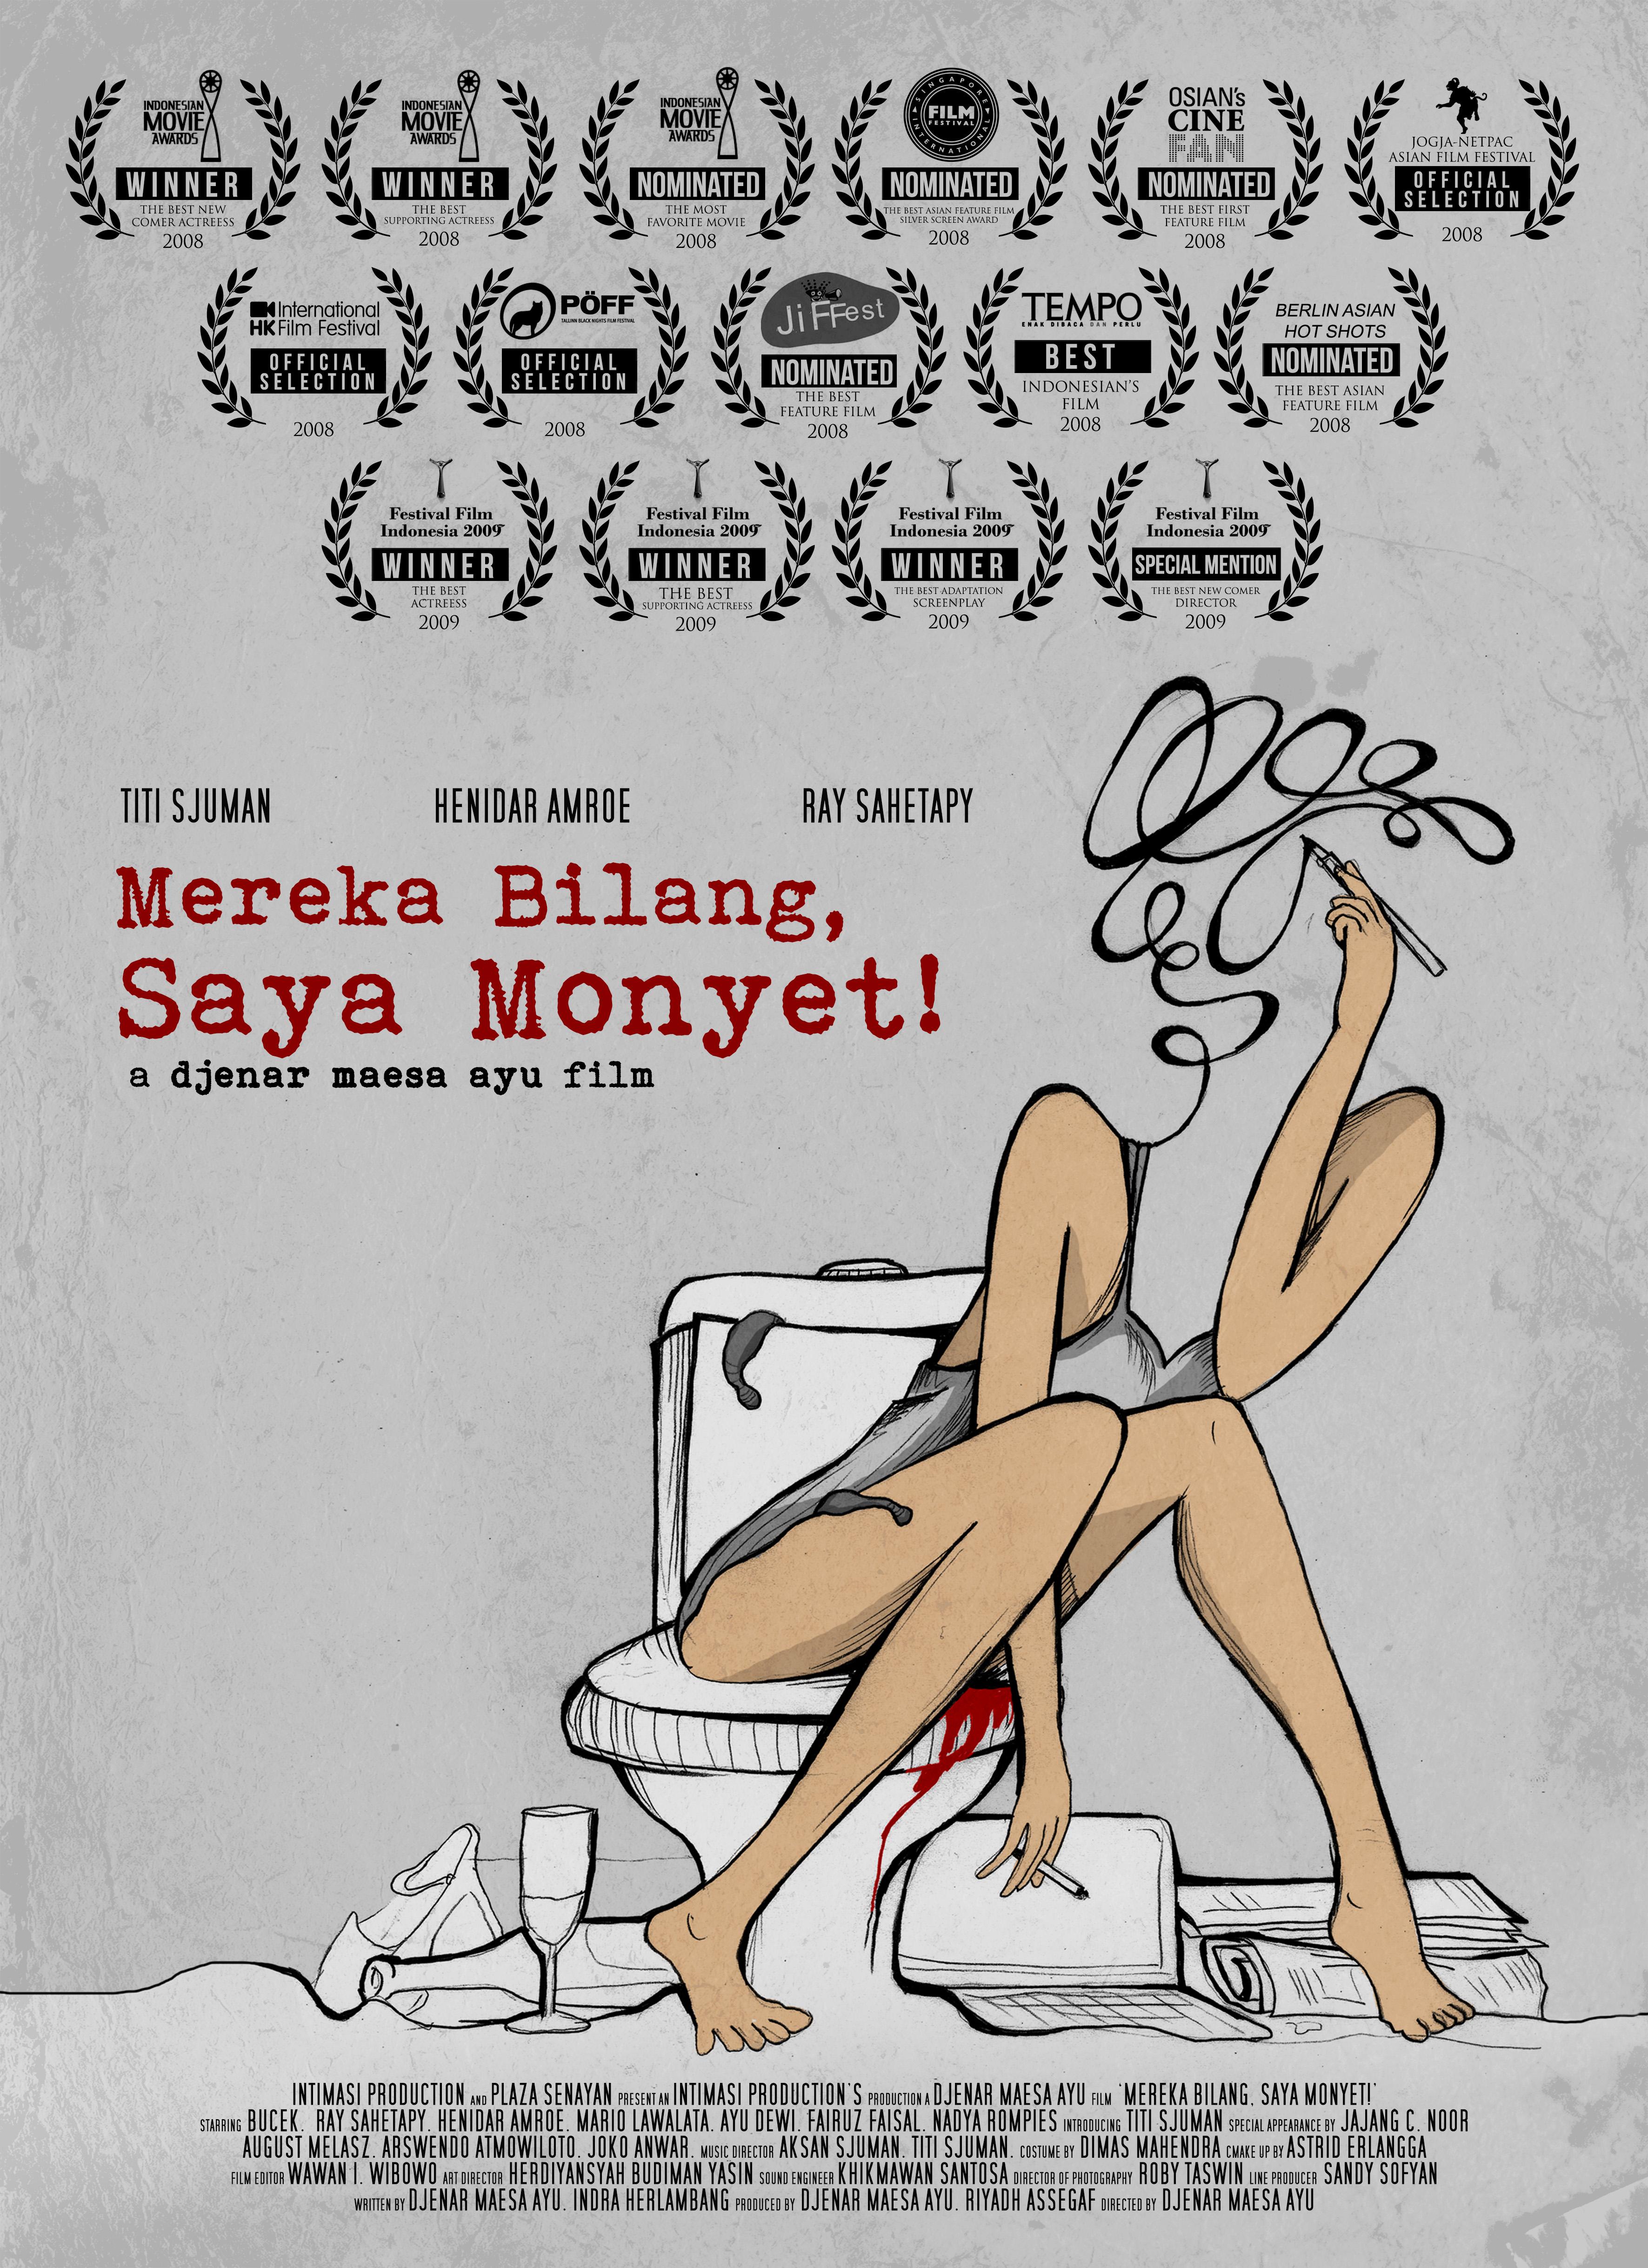 INDONESIAN MOVIE AWARDS
WINNER
THE BEST NEW
COMER ACTREESS
2008
INDONESIAN MOVIE AWARDS
WINNER
THE BEST
SUPPORTING ACTREESS
2008
INDONESIAN MOVIE AWARDS
NOMINATED
THE MOST
FAVORITE MOVIE
2008
SINGAPORE INTERNATIONAL
FILM
FESTIVAL
NOMINATED
THE BEST ASIAN FEATURE FILM
SILVER SCREEN AWARD
2008
OSIAN's
CINE
FAN
NOMINATED
THE BEST FIRST
FEATURE FILM
2008
JOGJA-NETPAC
ASIAN FILM FESTIVAL
OFFICIAL
SELECTION
2008
International
HK Film Festival
OFFICIAL
SELECTION
2008
PÖFF
TALLINN BLACK NIGHTS FILM FESTIVAL
OFFICIAL
SELECTION
2008
JiFFest
NOMINATED
THE BEST
FEATURE FILM
2008
TEMPO
ENAK DIBACA DAN PERLU
BEST
INDONESIAN'S
FILM
2008
BERLIN ASIAN
HOT SHOTS
NOMINATED
THE BEST ASIAN
FEATURE FILM
2008
Festival Film
Indonesia 2009
WINNER
THE BEST
ACTREESS
2009
Festival Film
Indonesia 2009
WINNER
THE BEST
SUPPORTING ACTREESS
2009
Festival Film
Indonesia 2009
WINNER
THE BEST ADAPTATION
SCREENPLAY
2009
Festival Film
Indonesia 2009
SPECIAL MENTION
THE BEST NEW COMER
DIRECTOR
2009
TITI SJUMAN HENIDAR AMROE RAY SAHETAPY
Mereka Bilang,
Saya Monyet!
a djenar maesa ayu film
INTIMASI PRODUCTION AND PLAZA SENAYAN PRESENT AN INTIMASI PRODUCTION'S PRODUCTION A DJENAR MAESA AYU FILM 'MEREKA BILANG, SAYA MONYET!'
STARRING BUCEK. RAY SAHETAPY. HENIDAR AMROE. MARIO LAWALATA. AYU DEWI. FAIRUZ FAISAL. NADYA ROMPIES INTRODUCING TITI SJUMAN SPECIAL APPEARANCE BY JAJANG C. NOOR
AUGUST MELASZ. ARSWENDO ATMOWILOTO. JOKO ANWAR. MUSIC DIRECTOR AKSAN SJUMAN. TITI SJUMAN. COSTUME BY DIMAS MAHENDRA CMAKE UP BY ASTRID ERLANGGA
FILM EDITOR WAWAN I. WIBOWO ART DIRECTOR HERDIYANSYAH BUDIMAN YASIN SOUND ENGINEER KHIKMAWAN SANTOSA DIRECTOR OF PHOTOGRAPHY ROBY TASWIN LINE PRODUCER SANDY SOFYAN
WRITTEN BY DJENAR MAESA AYU. INDRA HERLAMBANG PRODUCED BY DJENAR MAESA AYU. RIYADH ASSEGAF DIRECTED BY DJENAR MAESA AYU